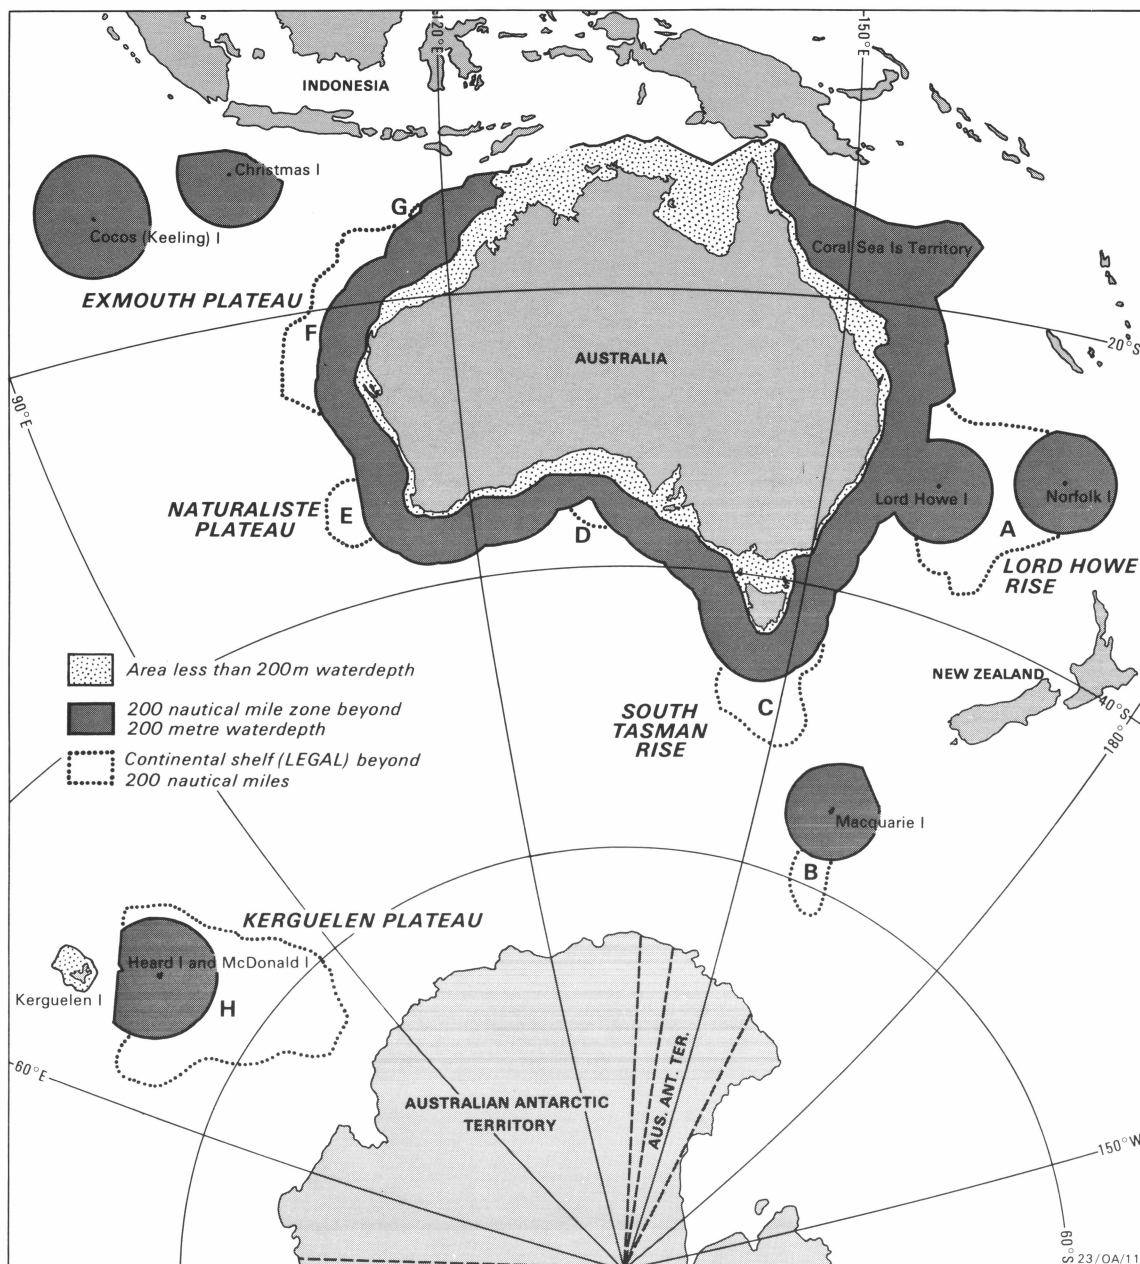 120°E
150°E
INDONESIA
Christmas I
Cocos (Keeling) I
G
Coral Sea Is Territory
EXMOUTH PLATEAU
F
AUSTRALIA
20°S
90°E
Lord Howe I
Norfolk I
NATURALISTE
PLATEAU
E
D
A
LORD HOWE
RISE
Area less than 200m waterdepth
200 nautical mile zone beyond
200 metre waterdepth
Continental shelf (LEGAL) beyond
200 nautical miles
NEW ZEALAND
40°S
180°
SOUTH
TASMAN
RISE
C
Macquarie I
B
KERGUELEN PLATEAU
Heard I and McDonald I
Kerguelen I
H
60°E
AUSTRALIAN ANTARCTIC
TERRITORY
AUS. ANT. TER.
150°W
60°S
23/OA/11